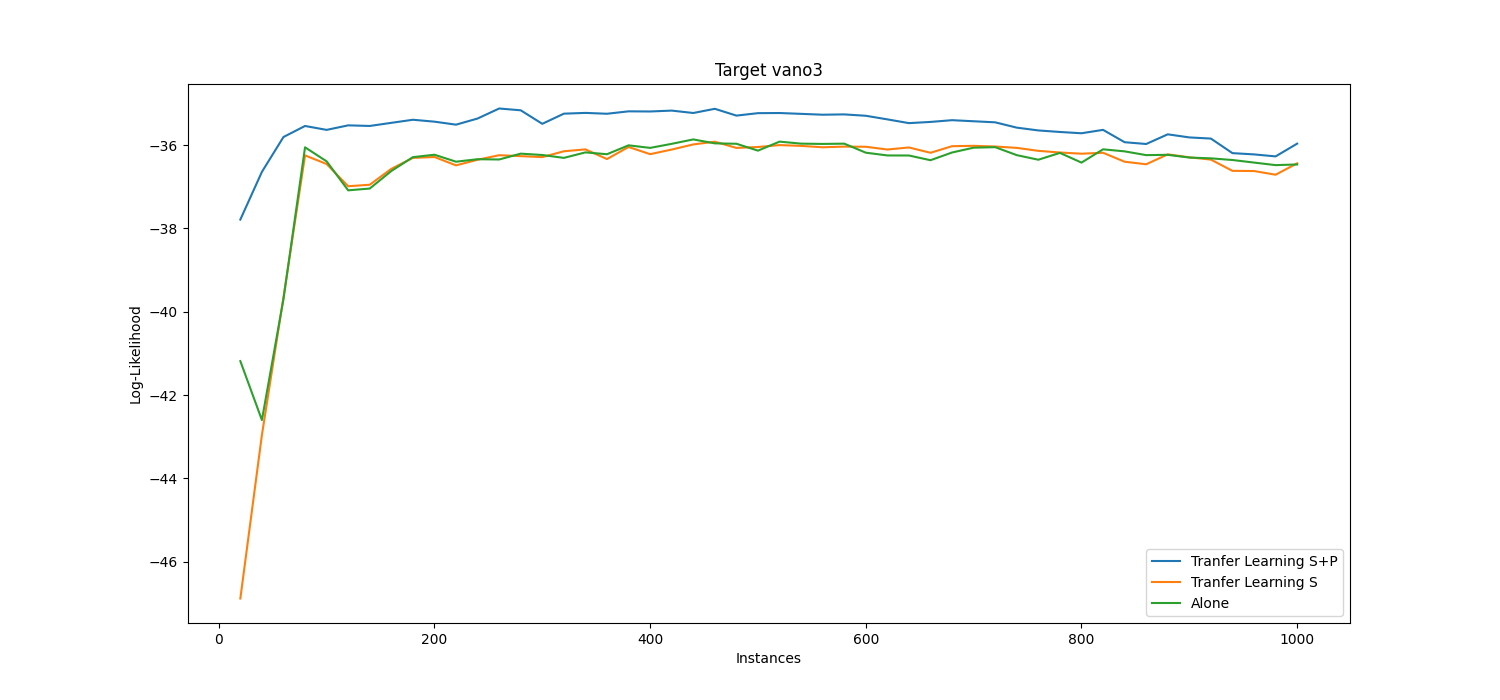 Target vano3
Log-Likelihood
−36
−38
−40
−42
−44
−46
0
200
400
600
800
1000
Instances
Tranfer Learning S+P
Tranfer Learning S
Alone